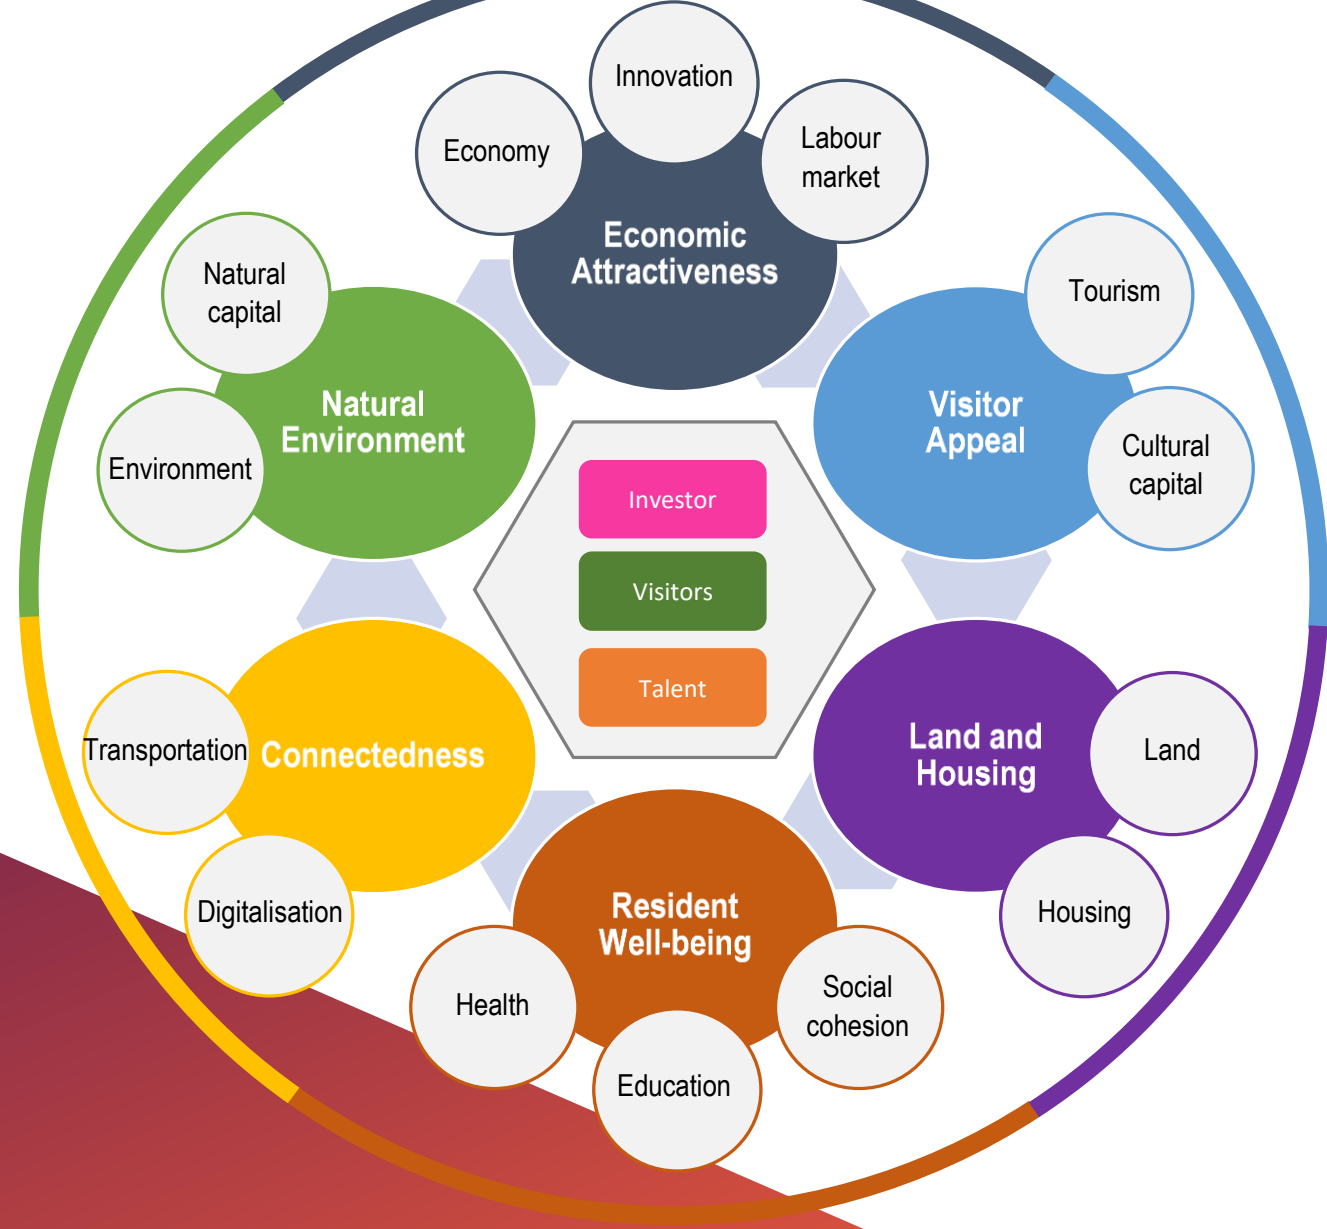 Innovation
Economy
Labour
market
Economic
Attractiveness
Natural
capital
Tourism
Natural
Environment
Visitor
Appeal
Environment
Cultural
capital
Investor
Visitors
Talent
Transportation
Connectedness
Land and
Housing
Land
Digitalisation
Resident
Well-being
Housing
Health
Social
cohesion
Education